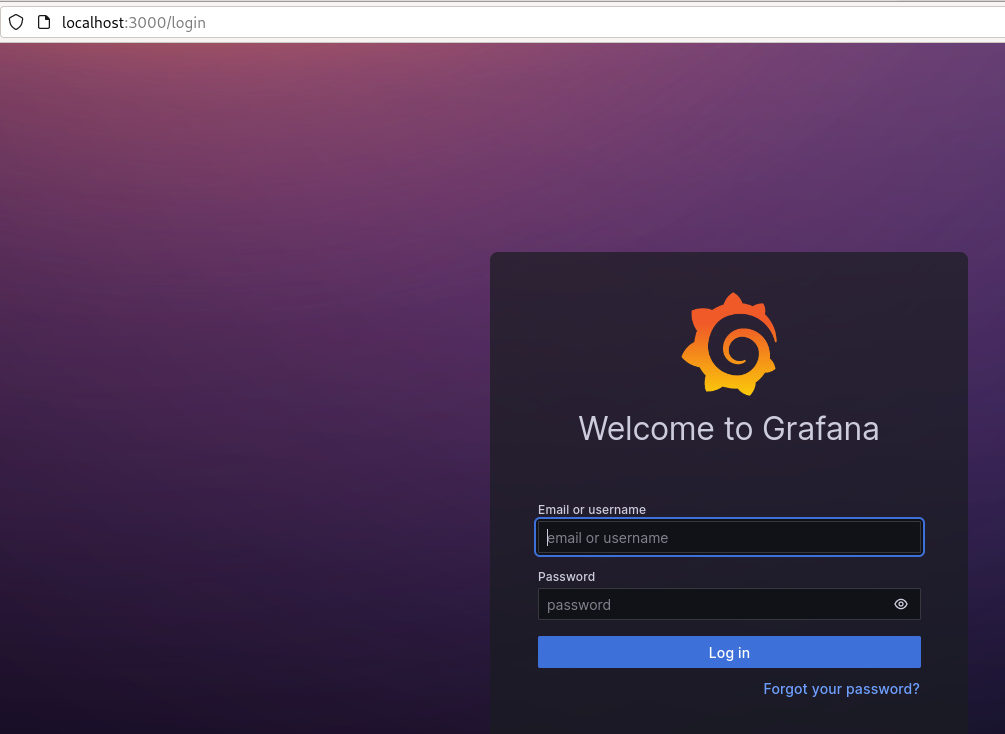 localhost:3000/login
Welcome to Grafana
Email or username
email or username
Password
password
Log in
Forgot your password?